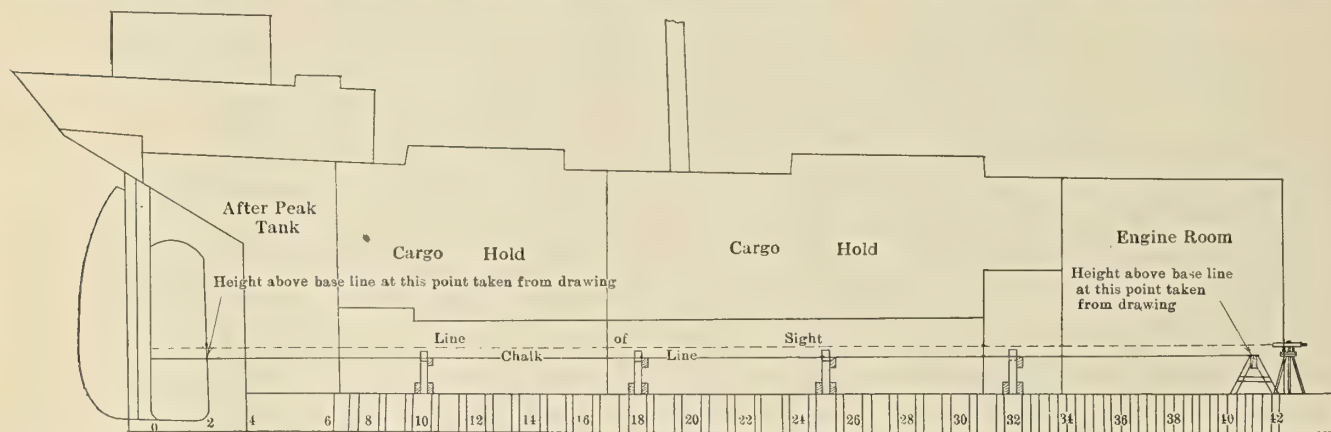 After Peak
Tank
Cargo Hold
Cargo Hold
Engine Room
Height above base line at this point taken from drawing
Height above base line
at this point taken
from drawing
Line of Sight
Chalk Line
0 2 4 6 8 10 12 14 16 18 20 22 24 26 28 30 32 34 36 38 40 42